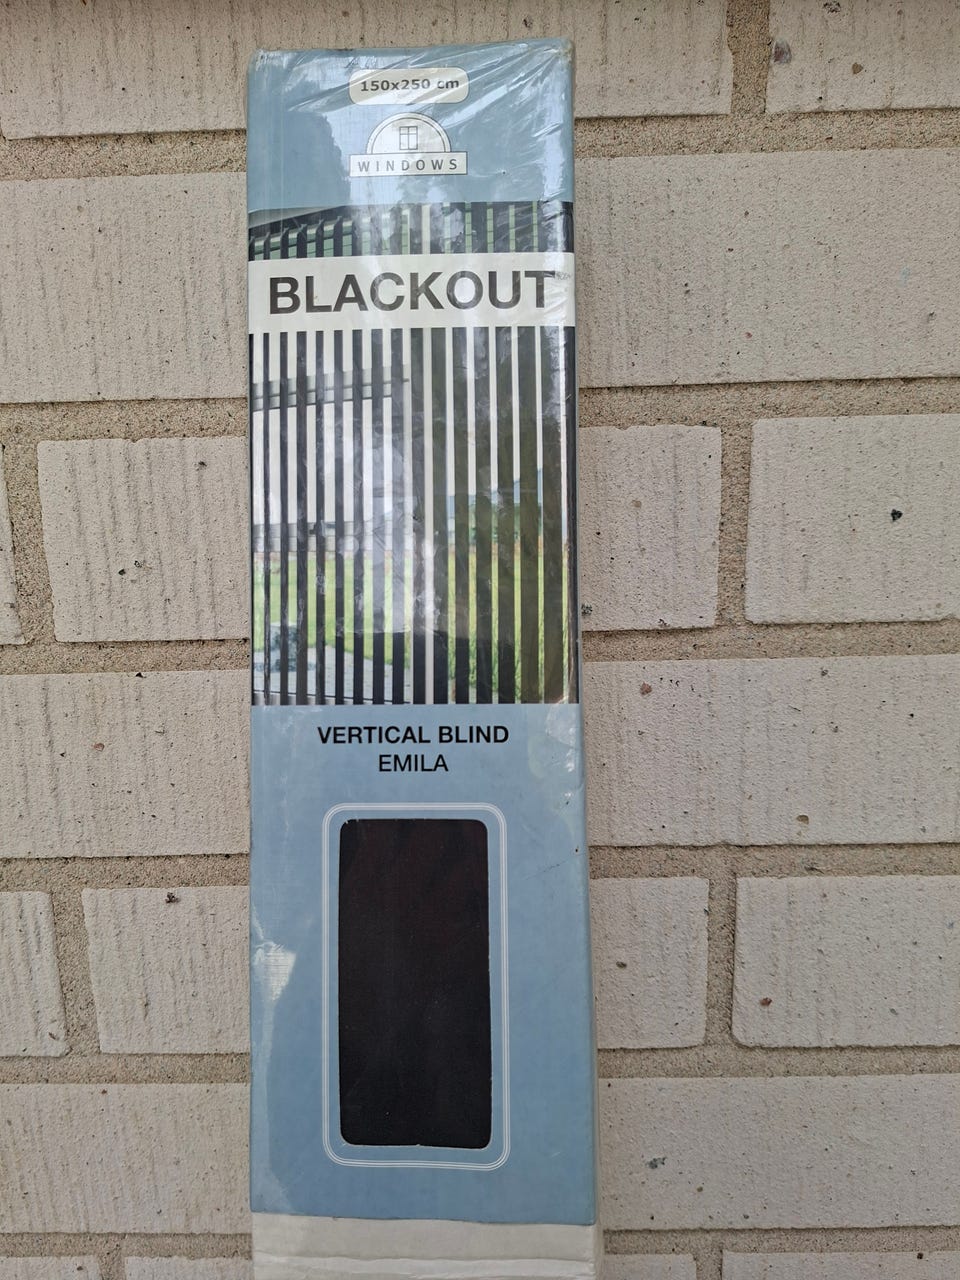 150x250 cm
WINDOWS
BLACKOUT
VERTICAL BLIND
EMILA